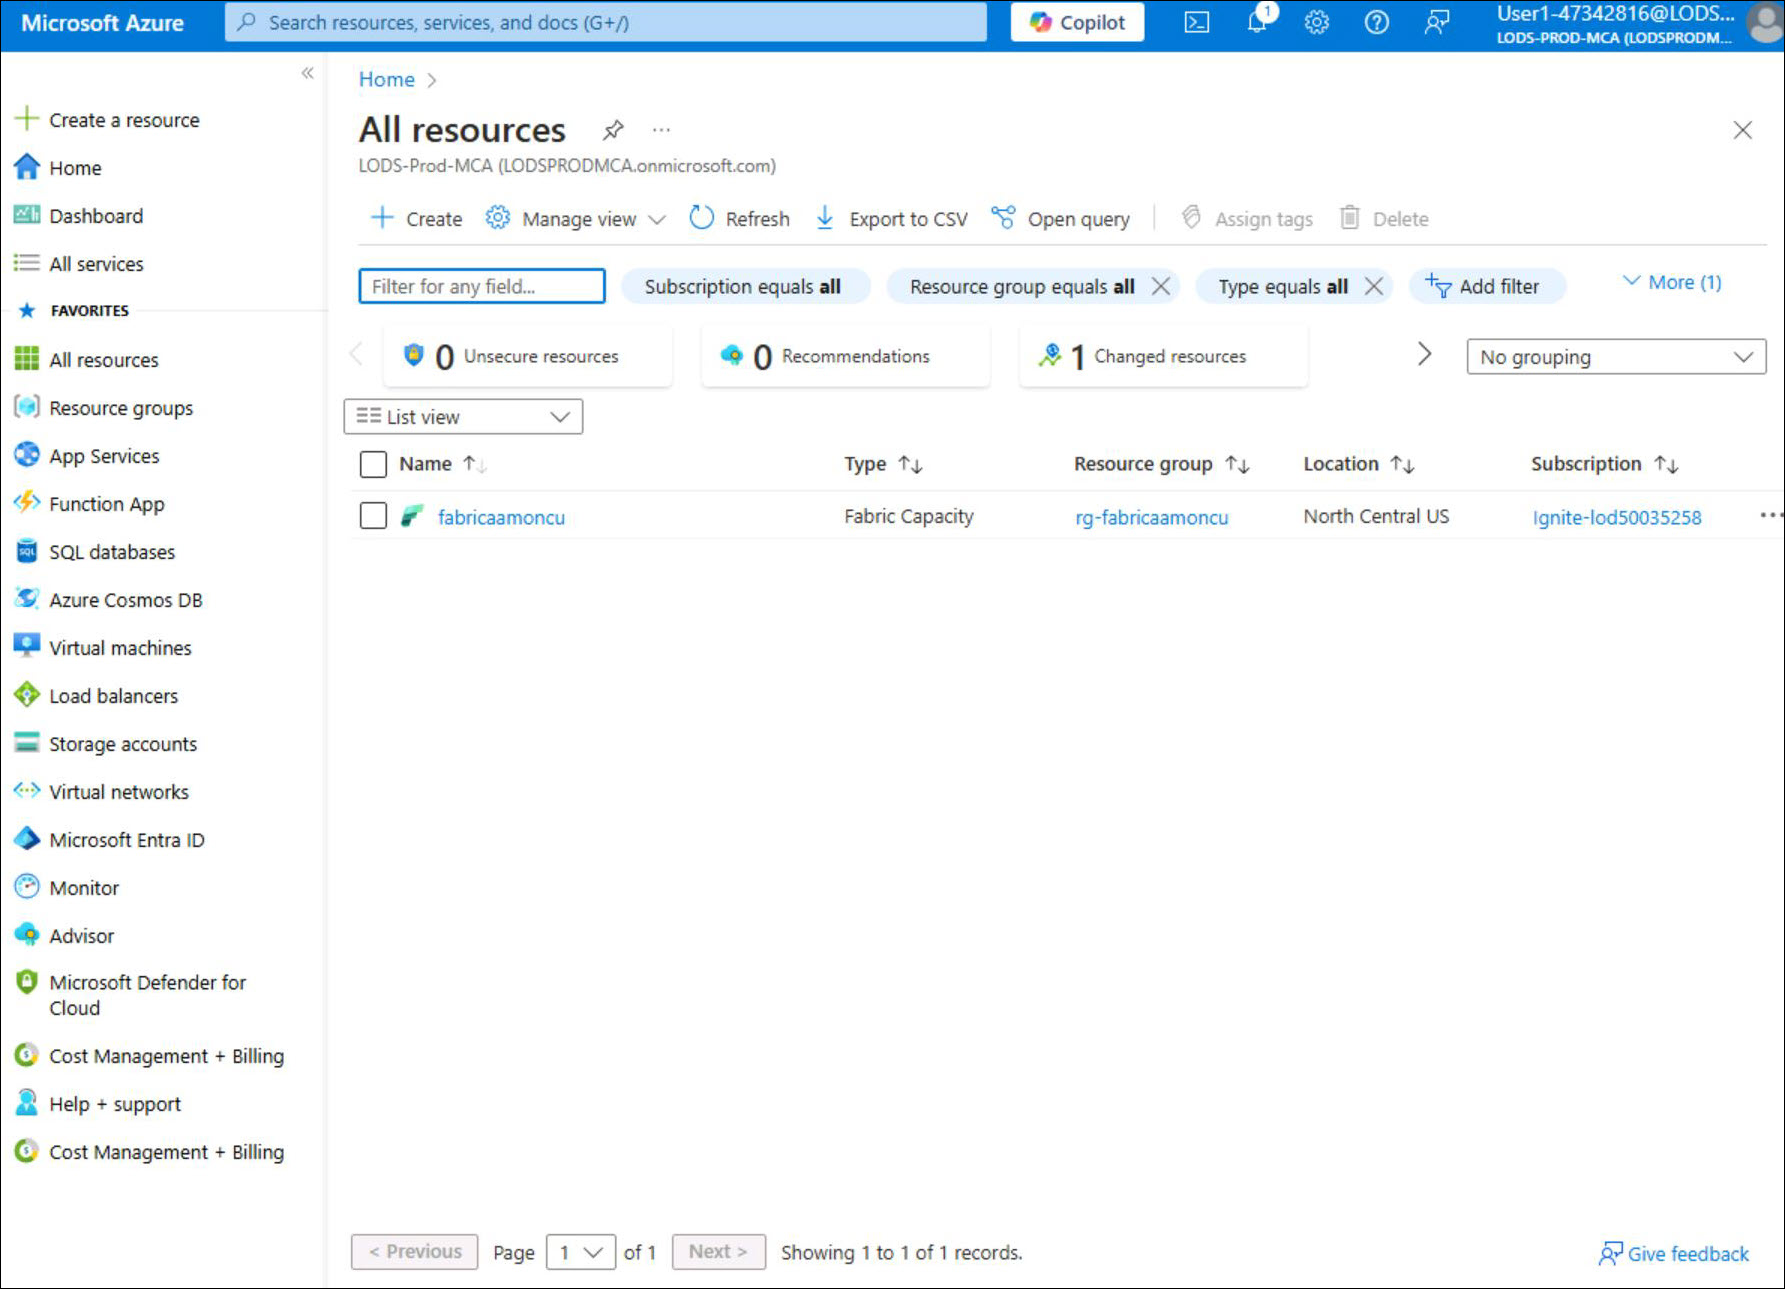 Microsoft Azure
Search resources, services, and docs (G+/)
Copilot
1
User1-47342816@LODS...
LODS-PROD-MCA (LODSPRODM...
Create a resource
Home
Dashboard
All services
FAVORITES
All resources
Resource groups
App Services
Function App
SQL databases
Azure Cosmos DB
Virtual machines
Load balancers
Storage accounts
Virtual networks
Microsoft Entra ID
Monitor
Advisor
Microsoft Defender for
Cloud
Cost Management + Billing
Help + support
Cost Management + Billing
Home >
All resources
LODS-Prod-MCA (LODSPRODMCA.onmicrosoft.com)
Create Manage view Refresh Export to CSV Open query Assign tags Delete
Filter for any field... Subscription equals all Resource group equals all Type equals all Add filter More (1)
0 Unsecure resources 0 Recommendations 1 Changed resources No grouping
List view
Name Type Resource group Location Subscription
fabricaamoncu Fabric Capacity rg-fabricaamoncu North Central US Ignite-lod50035258 ...
< Previous Page 1 of 1 Next > Showing 1 to 1 of 1 records. Give feedback